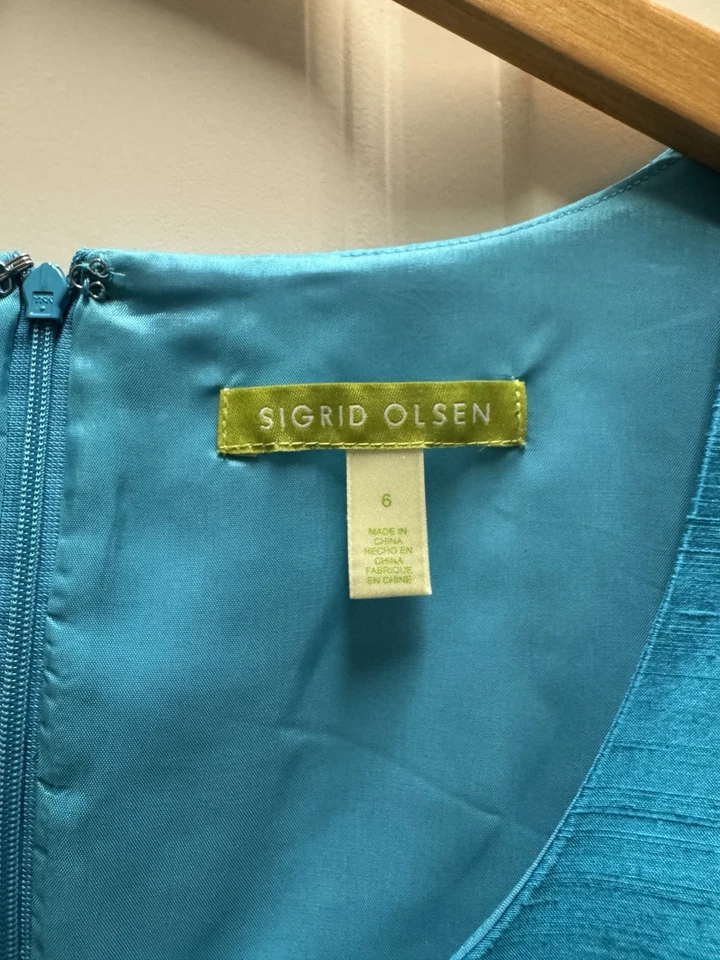 SIGRID OLSEN
6
MADE IN
CHINA
HECHO EN
CHINA
FABRIQUE
EN CHINE